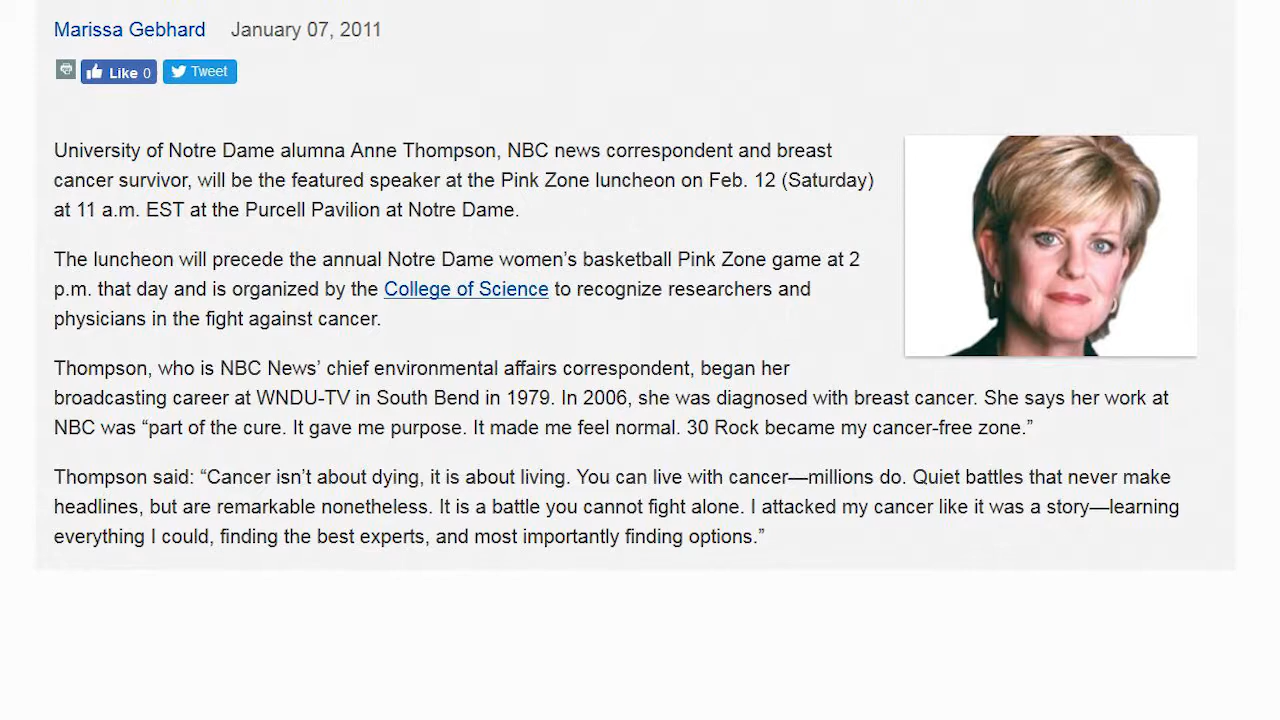 Marissa Gebhard January 07, 2011
Like 0 Tweet
University of Notre Dame alumna Anne Thompson, NBC news correspondent and breast
cancer survivor, will be the featured speaker at the Pink Zone luncheon on Feb. 12 (Saturday)
at 11 a.m. EST at the Purcell Pavilion at Notre Dame.
The luncheon will precede the annual Notre Dame women’s basketball Pink Zone game at 2
p.m. that day and is organized by the College of Science to recognize researchers and
physicians in the fight against cancer.
Thompson, who is NBC News’ chief environmental affairs correspondent, began her
broadcasting career at WNDU-TV in South Bend in 1979. In 2006, she was diagnosed with breast cancer. She says her work at
NBC was “part of the cure. It gave me purpose. It made me feel normal. 30 Rock became my cancer-free zone.”
Thompson said: “Cancer isn’t about dying, it is about living. You can live with cancer—millions do. Quiet battles that never make
headlines, but are remarkable nonetheless. It is a battle you cannot fight alone. I attacked my cancer like it was a story—learning
everything I could, finding the best experts, and most importantly finding options.”